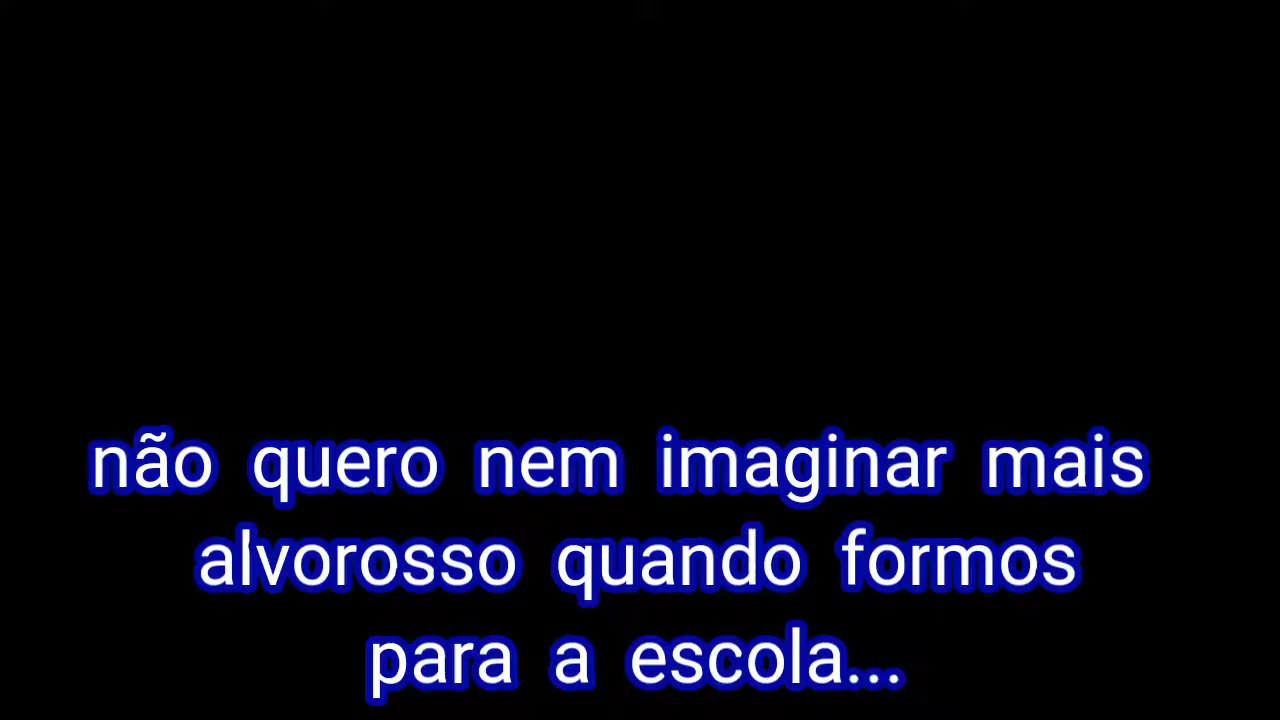 não quero nem imaginar mais
alvorosso quando formos
para a escola...